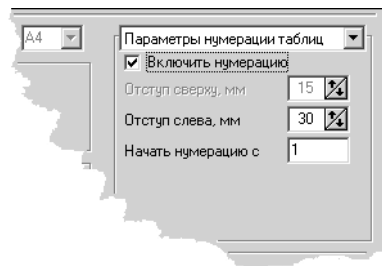 A4
Параметры нумерации таблиц
Включить нумерацию
Отступ сверху, мм 15
Отступ слева, мм 30
Начать нумерацию с 1